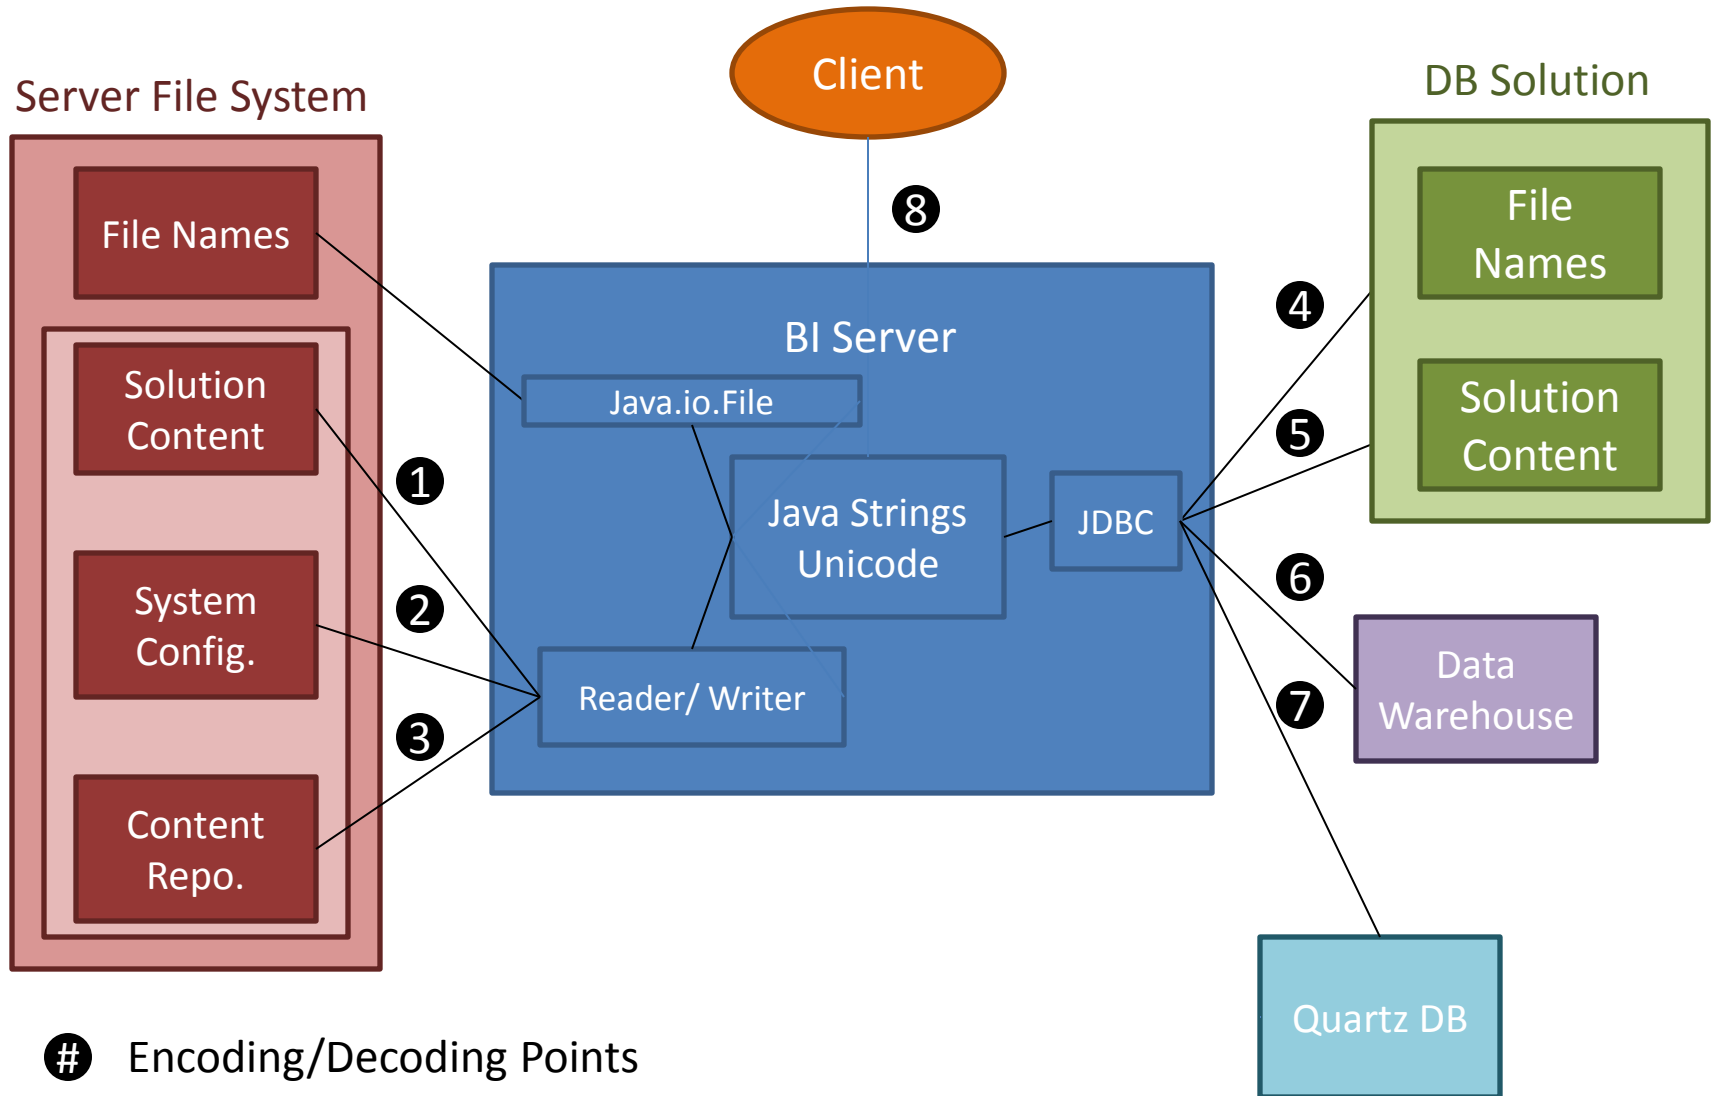 Client
Server File System
DB Solution
File Names
8
File
Names
4
BI Server
Solution
Content
Java.io.File
Solution
Content
5
1
Java Strings
Unicode
JDBC
6
System
Config.
2
Reader/ Writer
Data
Warehouse
7
3
Content
Repo.
Quartz DB
# Encoding/Decoding Points